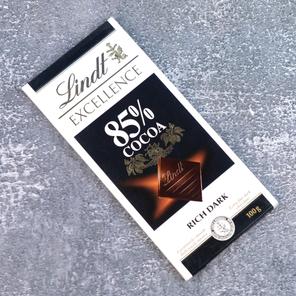 Lindt
EXCELLENCE
85%
COCOA
Lindt
RICH DARK
100g